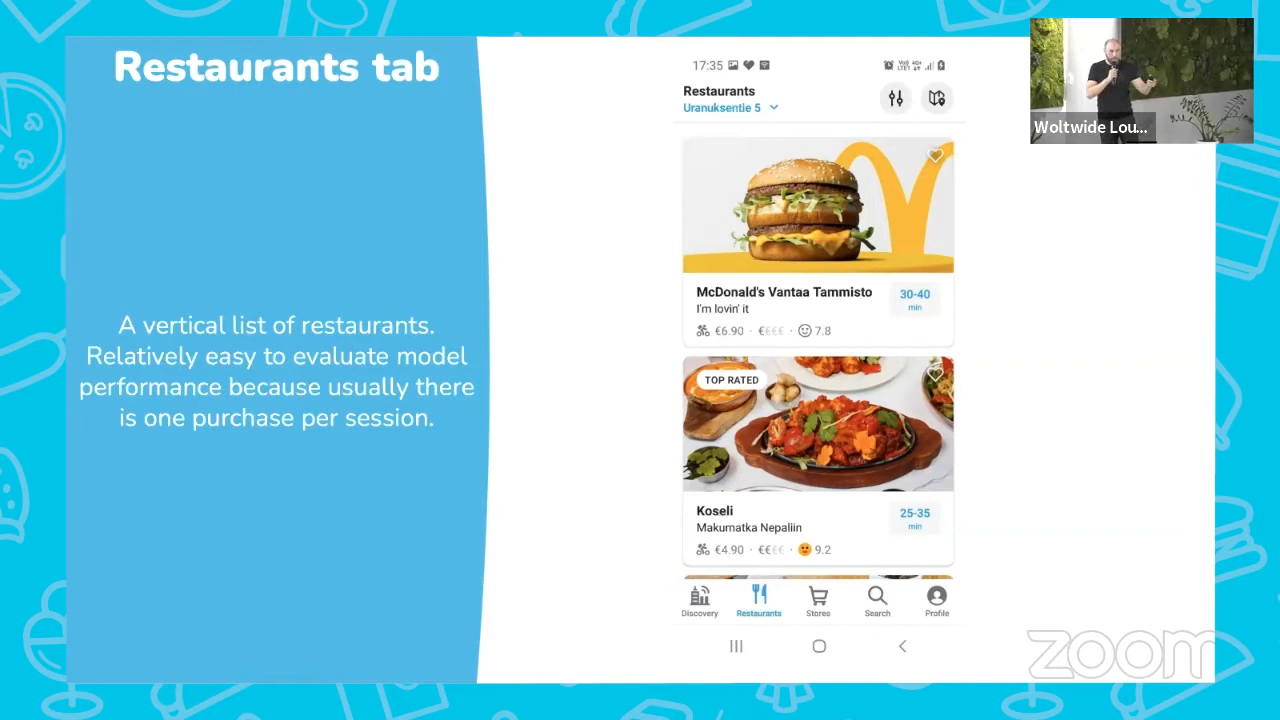 Restaurants tab
A vertical list of restaurants.
Relatively easy to evaluate model
performance because usually there
is one purchase per session.
17:35
Restaurants
Uranuksentie 5
McDonald's Vantaa Tammisto
I'm lovin' it
30-40
min
€6.90 · €€€€ · 7.8
TOP RATED
Koseli
Makumatka Nepaliin
25-35
min
€4.90 · €€€€ · 9.2
Discovery
Restaurants
Stores
Search
Profile
Woltwide Lou...
zoom